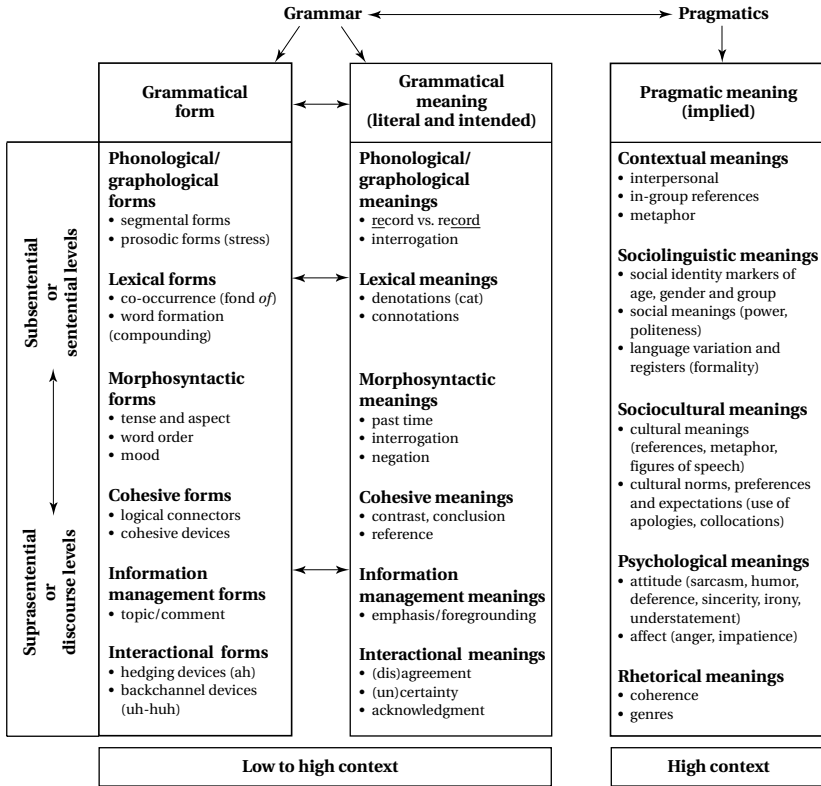 Grammar
Pragmatics
Grammatical
form
Grammatical
meaning
(literal and intended)
Pragmatic meaning
(implied)
Subsentential
or
sentential levels
Suprasentential
or
discourse levels
Phonological/
graphological
forms
• segmental forms
• prosodic forms (stress)
Lexical forms
• co-occurrence (fond of)
• word formation
(compounding)
Morphosyntactic
forms
• tense and aspect
• word order
• mood
Cohesive forms
• logical connectors
• cohesive devices
Information
management forms
• topic/comment
Interactional forms
• hedging devices (ah)
• backchannel devices
(uh-huh)
Phonological/
graphological
meanings
• record vs. record
• interrogation
Lexical meanings
• denotations (cat)
• connotations
Morphosyntactic
meanings
• past time
• interrogation
• negation
Cohesive meanings
• contrast, conclusion
• reference
Information
management meanings
• emphasis/foregrounding
Interactional meanings
• (dis)agreement
• (un)certainty
• acknowledgment
Contextual meanings
• interpersonal
• in-group references
• metaphor
Sociolinguistic meanings
• social identity markers of
age, gender and group
• social meanings (power,
politeness)
• language variation and
registers (formality)
Sociocultural meanings
• cultural meanings
(references, metaphor,
figures of speech)
• cultural norms, preferences
and expectations (use of
apologies, collocations)
Psychological meanings
• attitude (sarcasm, humor,
deference, sincerity, irony,
understatement)
• affect (anger, impatience)
Rhetorical meanings
• coherence
• genres
Low to high context
High context